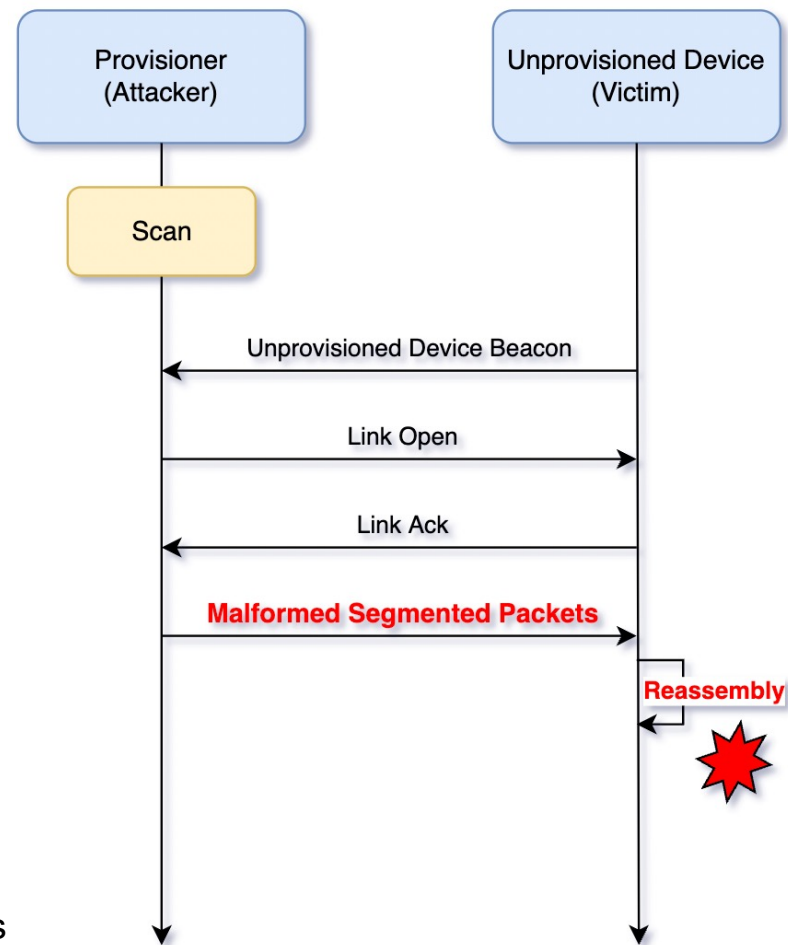 Provisioner
(Attacker)
Unprovisioned Device
(Victim)
Scan
Unprovisioned Device Beacon
Link Open
Link Ack
Malformed Segmented Packets
Reassembly
s